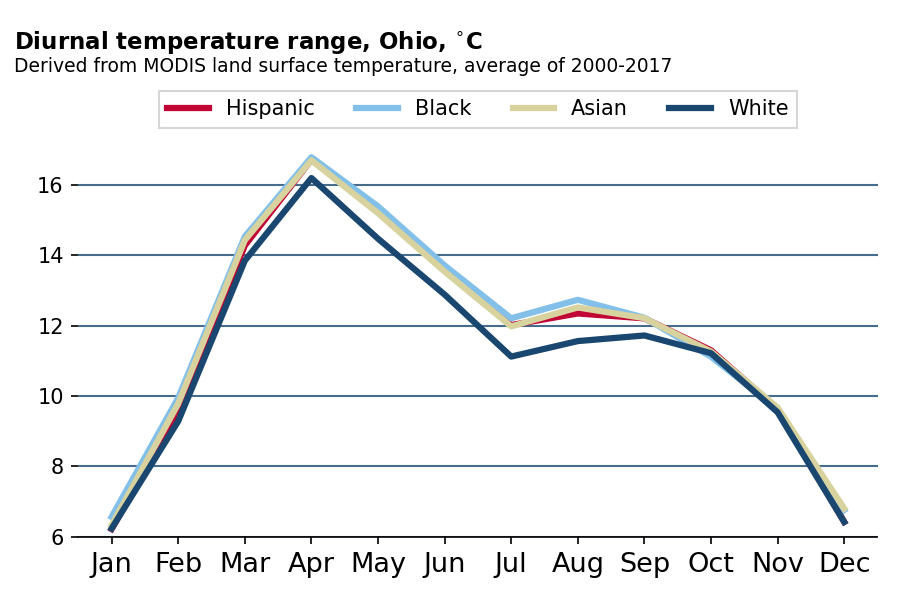 Diurnal temperature range, Ohio, °C
Derived from MODIS land surface temperature, average of 2000-2017
Hispanic Black Asian White
16
14
12
10
8
6
Jan Feb Mar Apr May Jun Jul Aug Sep Oct Nov Dec